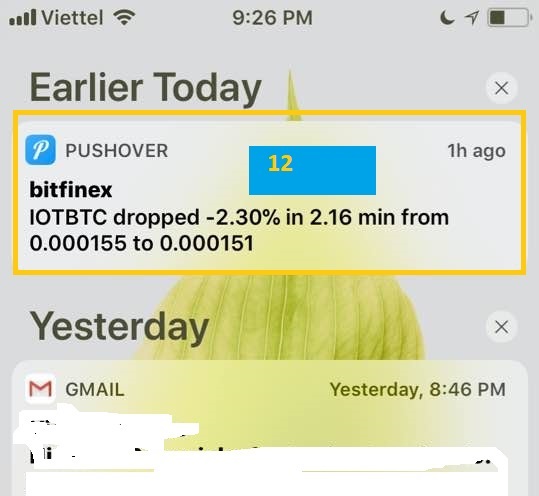 Viettel 9:26 PM
Earlier Today
PUSHOVER 1h ago
12
bitfinex
IOTBTC dropped -2.30% in 2.16 min from
0.000155 to 0.000151
Yesterday
GMAIL Yesterday, 8:46 PM